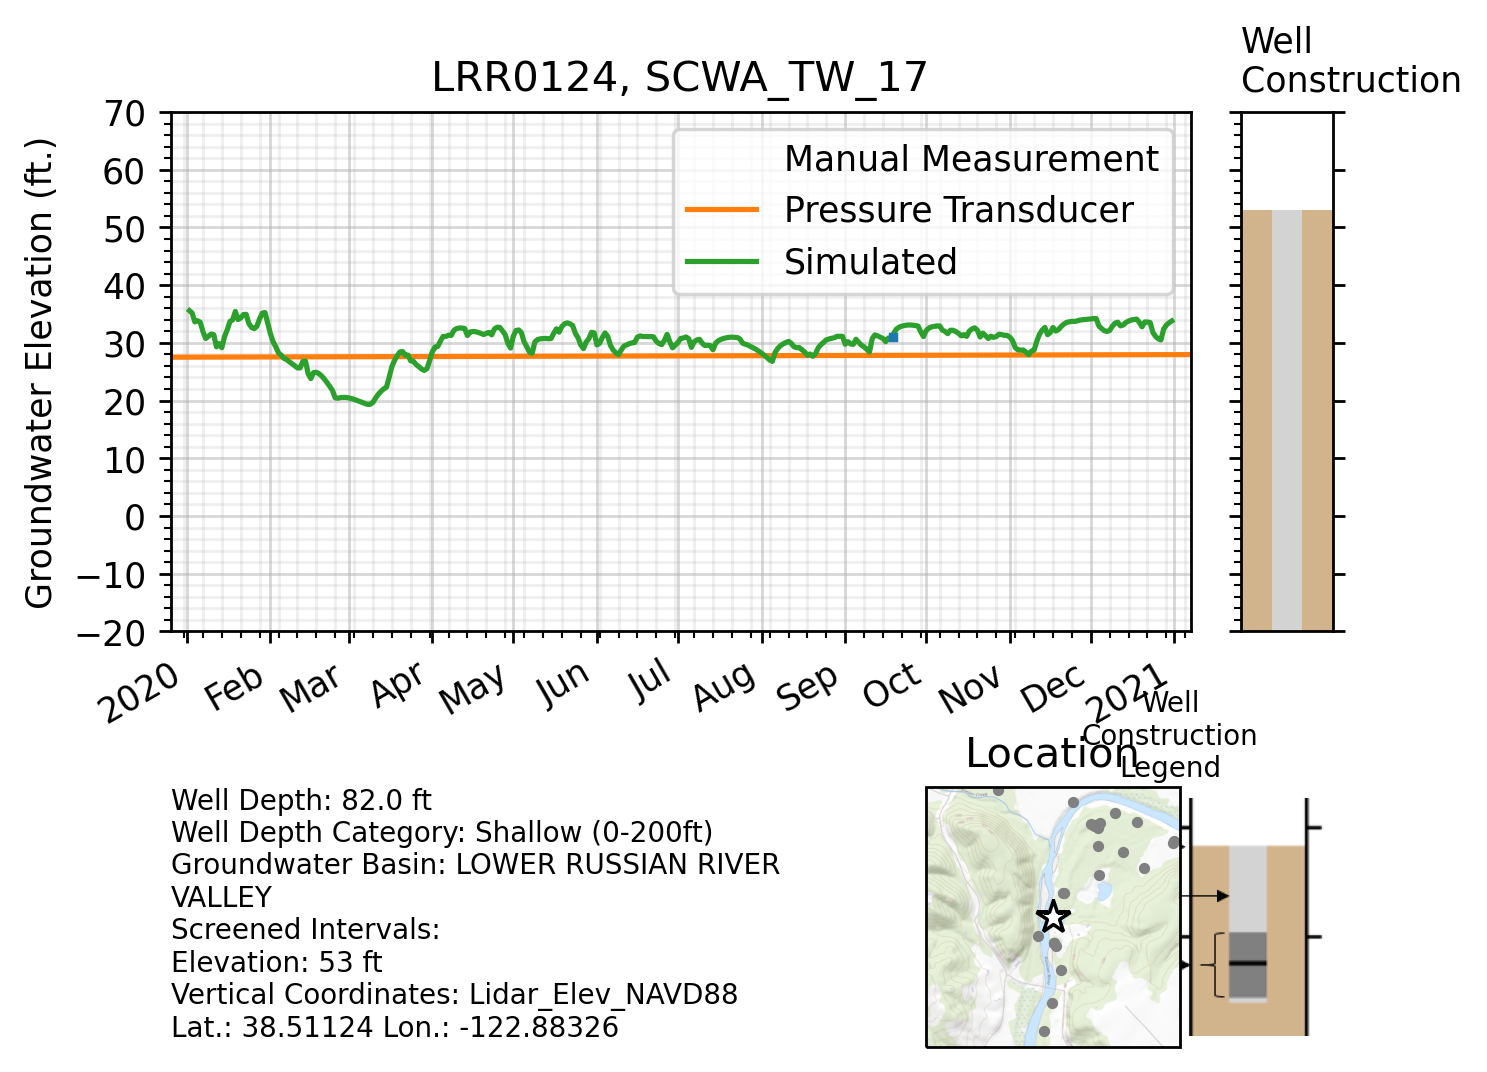 Well
Construction
LRR0124, SCWA_TW_17
Groundwater Elevation (ft.)
70
60
50
40
30
20
10
0
−10
−20
Manual Measurement
Pressure Transducer
Simulated
2020
Feb
Mar
Apr
May
Jun
Jul
Aug
Sep
Oct
Nov
Dec
2021
Well
Construction
Legend
Location
Well Depth: 82.0 ft
Well Depth Category: Shallow (0-200ft)
Groundwater Basin: LOWER RUSSIAN RIVER
VALLEY
Screened Intervals:
Elevation: 53 ft
Vertical Coordinates: Lidar_Elev_NAVD88
Lat.: 38.51124 Lon.: -122.88326